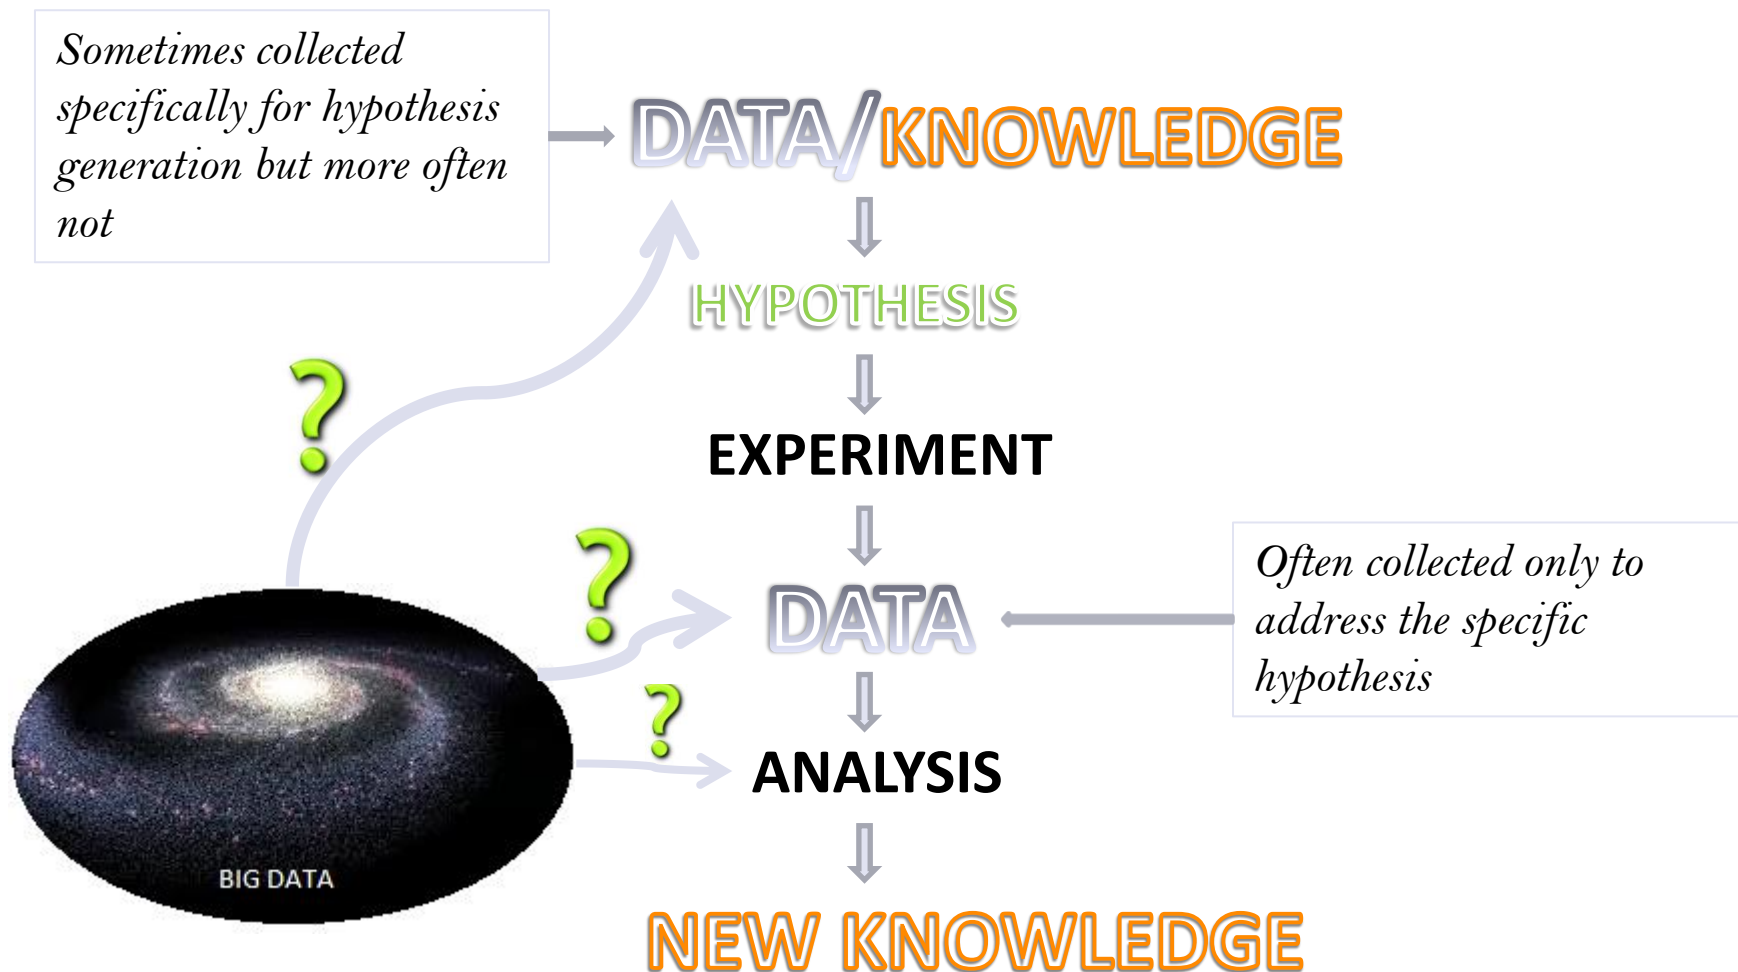 Sometimes collected
specifically for hypothesis
generation but more often
not
DATA/KNOWLEDGE
HYPOTHESIS
?
EXPERIMENT
?
DATA
Often collected only to
address the specific
hypothesis
?
ANALYSIS
BIG DATA
NEW KNOWLEDGE